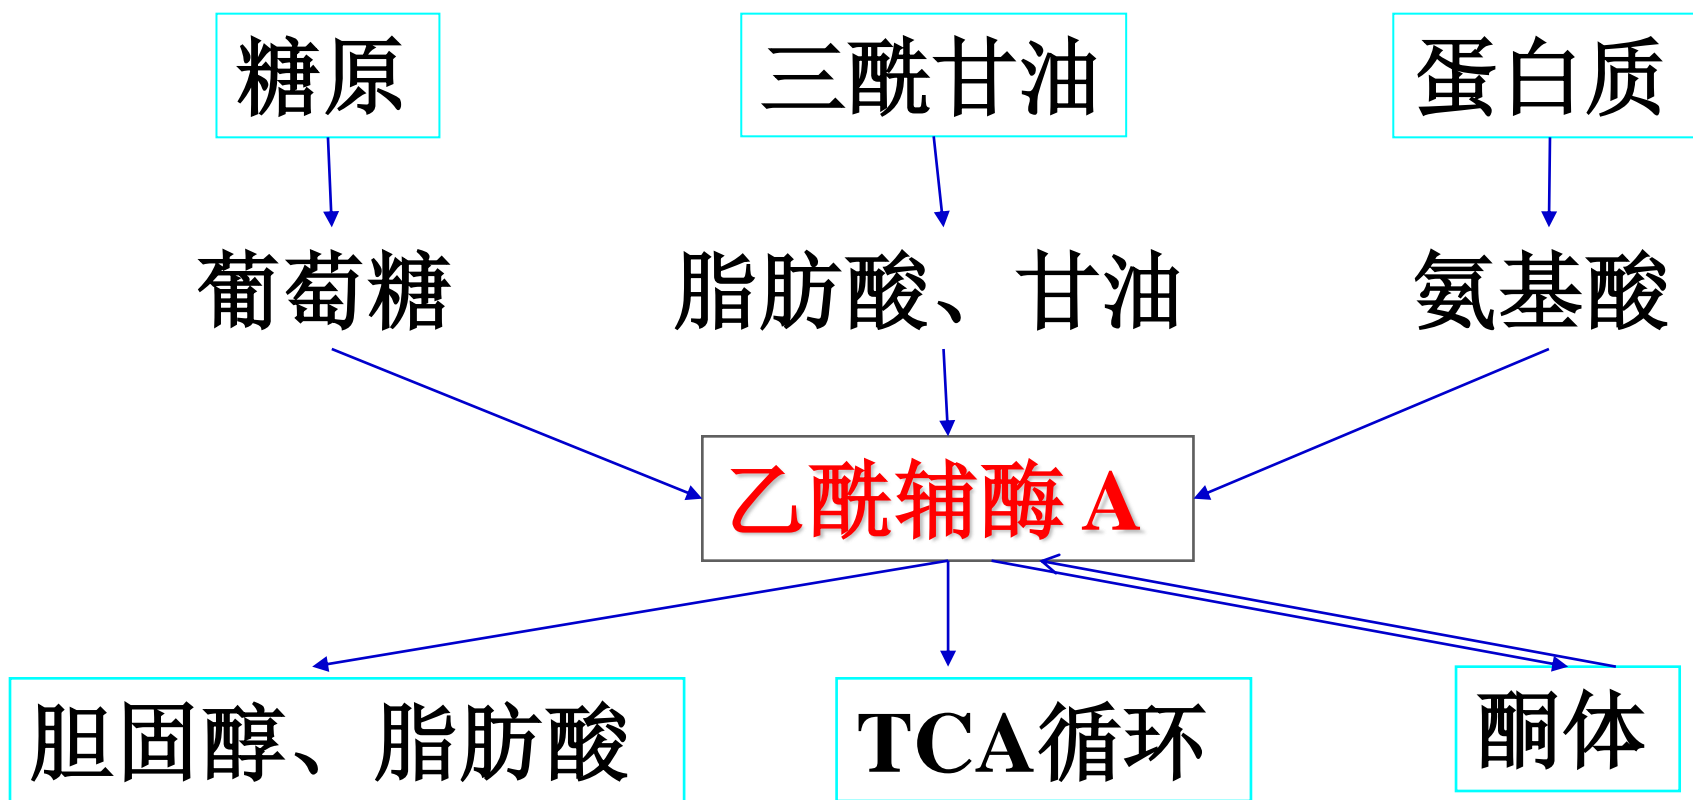 糖原
三酰甘油
蛋白质
葡萄糖
脂肪酸、甘油
氨基酸
乙酰辅酶 A
胆固醇、脂肪酸
TCA循环
酮体